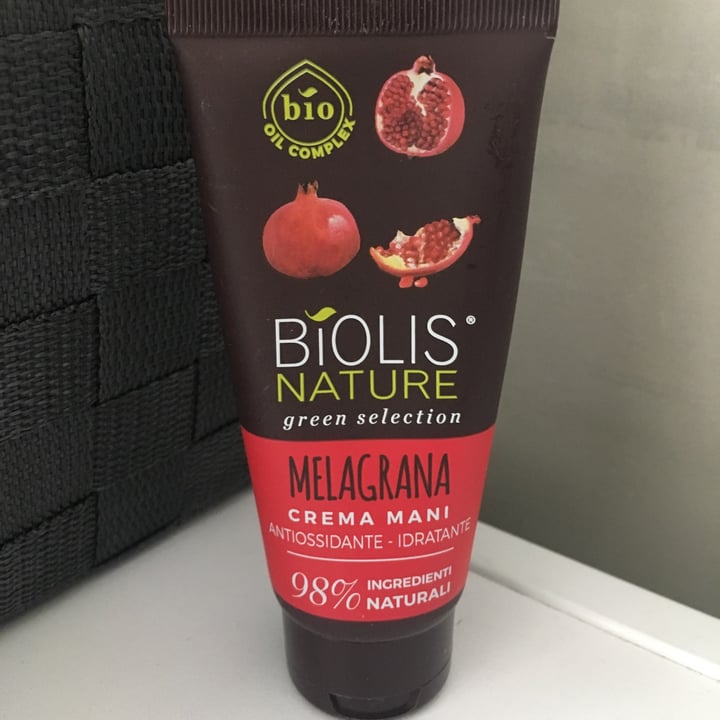 bio
OIL COMPLEX
BiOLIS®
NATURE
green selection
MELAGRANA
CREMA MANI
ANTIOSSIDANTE - IDRATANTE
98% INGREDIENTI
NATURALI